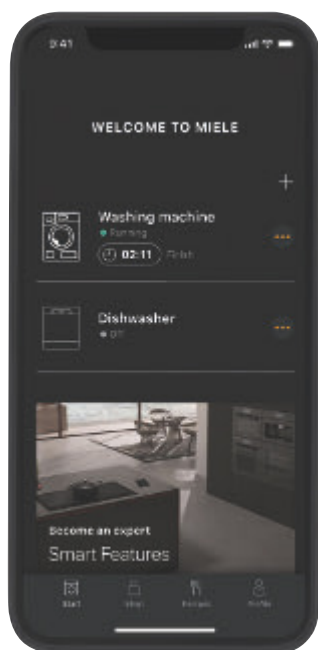 9:41
WELCOME TO MIELE
+
Washing machine
Running
02:11 Finish
Dishwasher
Off
Become an expert
Smart Features
Start Recipes Profile